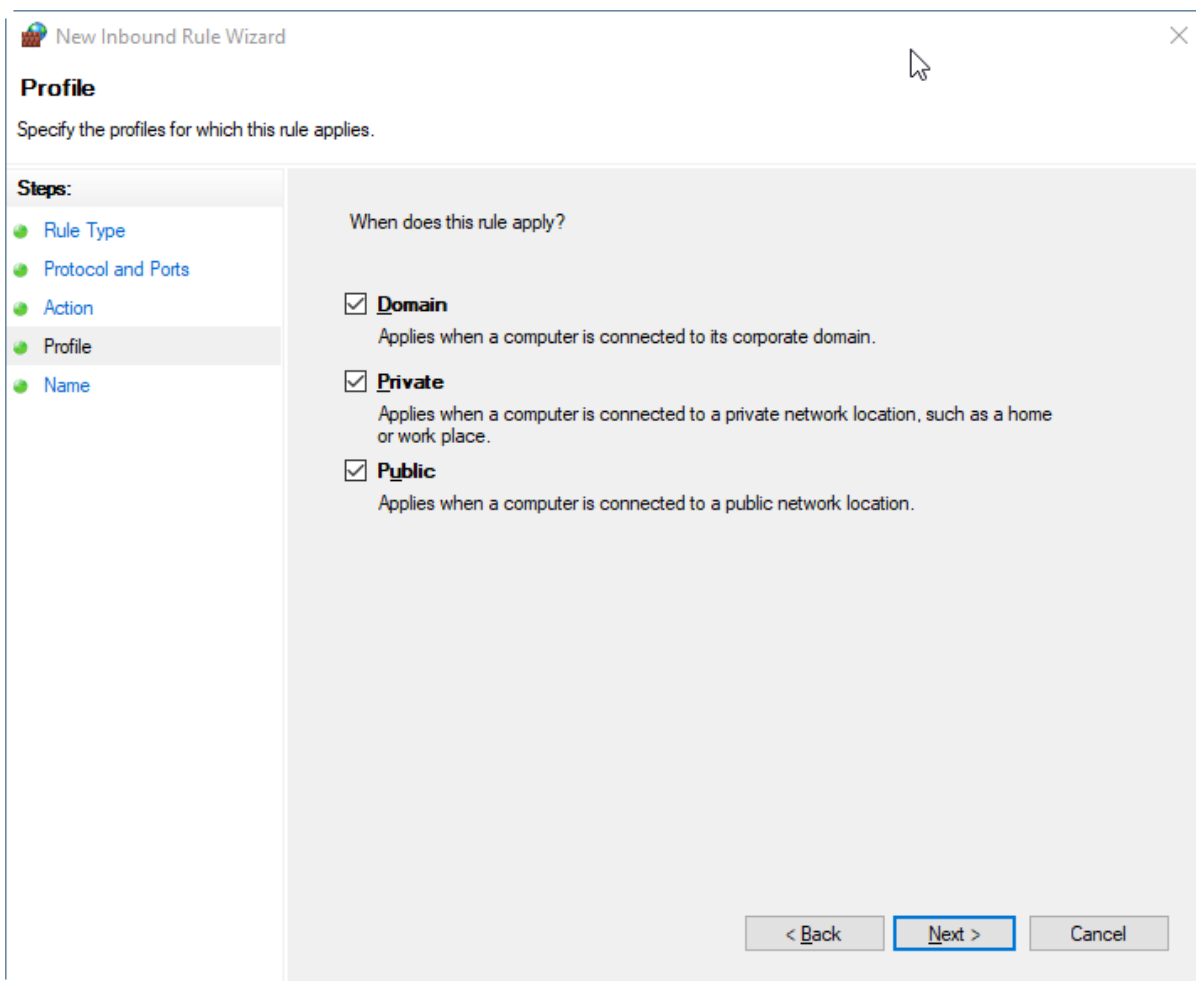 New Inbound Rule Wizard
Profile
Specify the profiles for which this rule applies.
Steps:
Rule Type
Protocol and Ports
Action
Profile
Name
When does this rule apply?
Domain
Applies when a computer is connected to its corporate domain.
Private
Applies when a computer is connected to a private network location, such as a home
or work place.
Public
Applies when a computer is connected to a public network location.
< Back
Next >
Cancel